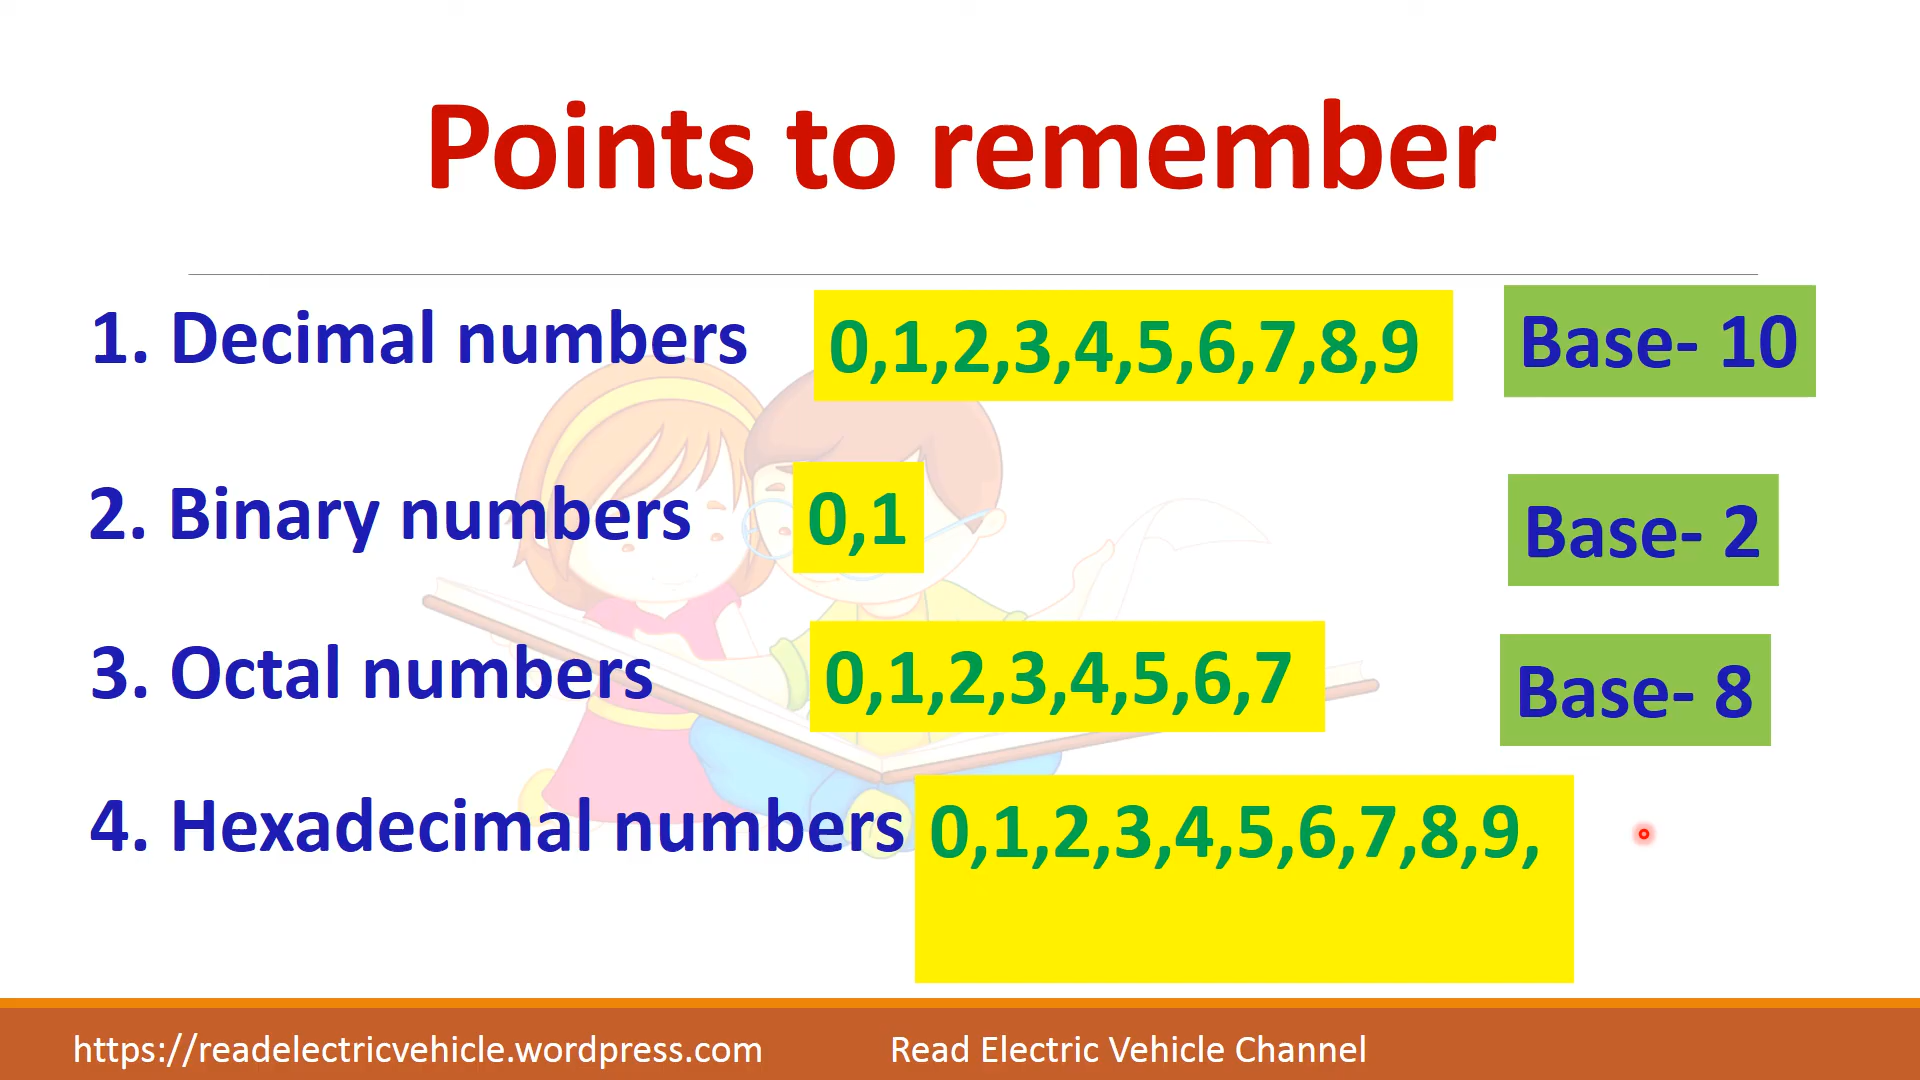 Points to remember
1. Decimal numbers 0,1,2,3,4,5,6,7,8,9 Base- 10
2. Binary numbers 0,1 Base- 2
3. Octal numbers 0,1,2,3,4,5,6,7 Base- 8
4. Hexadecimal numbers 0,1,2,3,4,5,6,7,8,9,
https://readelectricvehicle.wordpress.com Read Electric Vehicle Channel